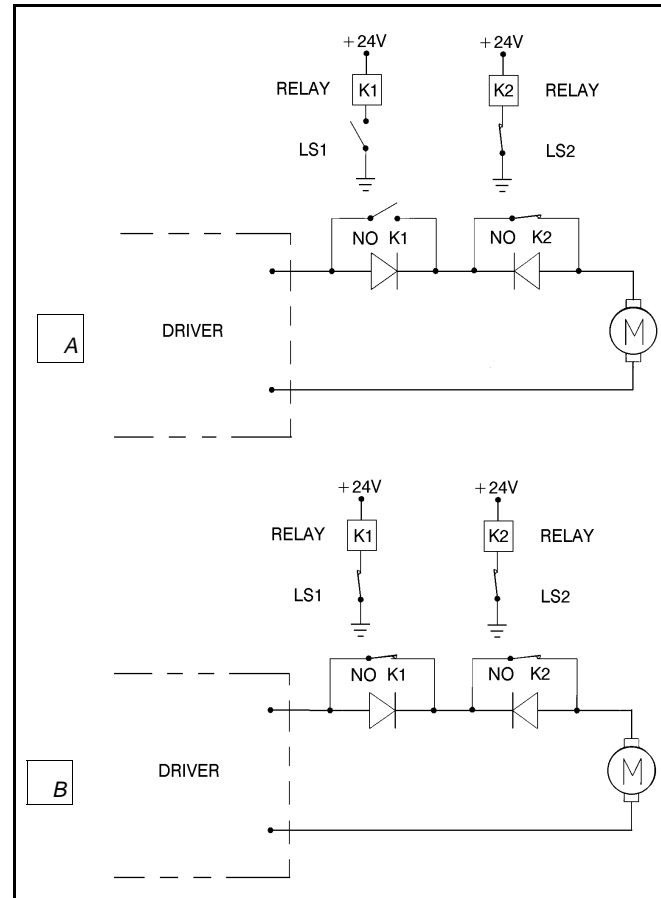 +24V +24V
RELAY K1 K2 RELAY
LS1 LS2
NO K1 NO K2
DRIVER
A
M
+24V +24V
RELAY K1 K2 RELAY
LS1 LS2
NO K1 NO K2
DRIVER
B
M